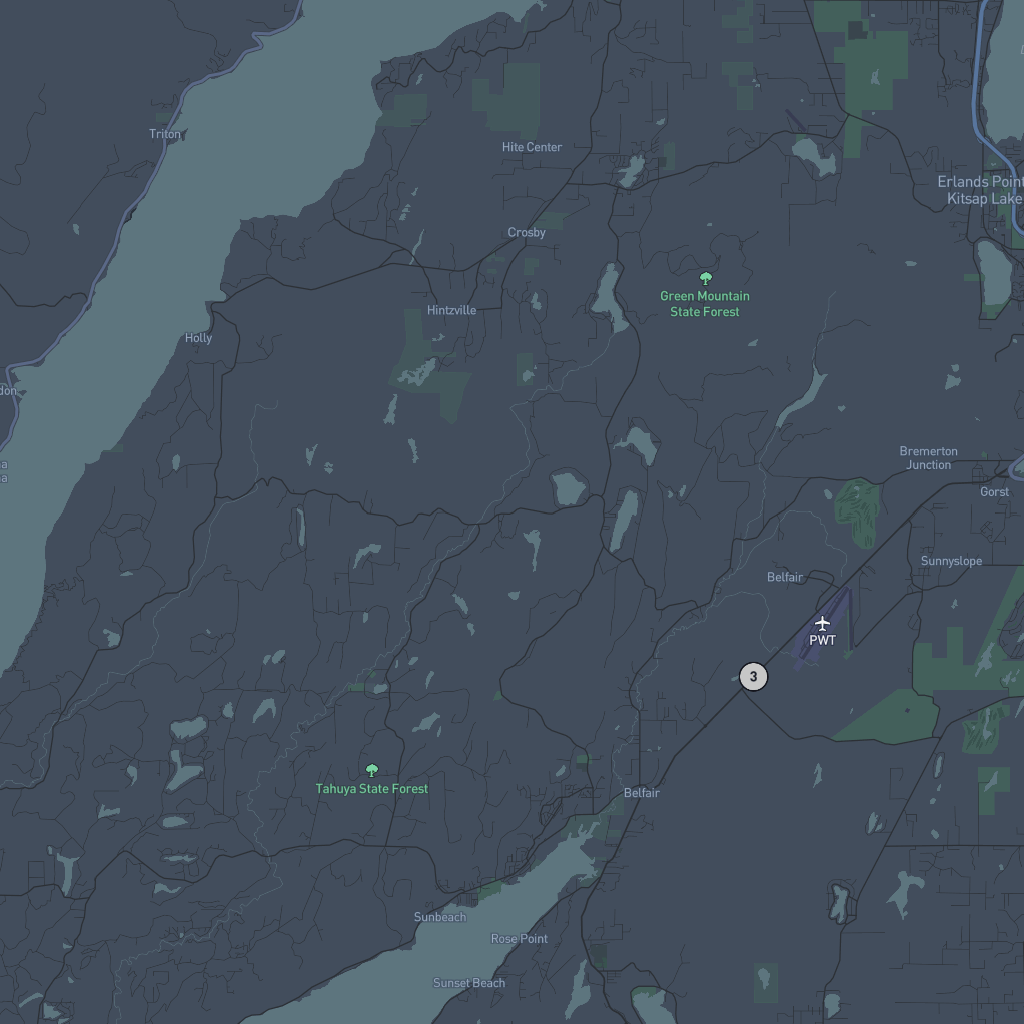 Triton
Hite Center
Erlands Point
Kitsap Lake
Crosby
Green Mountain
State Forest
Hintzville
Holly
don
Bremerton
Junction
a
a
Gorst
Sunnyslope
Belfair
PWT
3
Tahuya State Forest
Belfair
Sunbeach
Rose Point
Sunset Beach